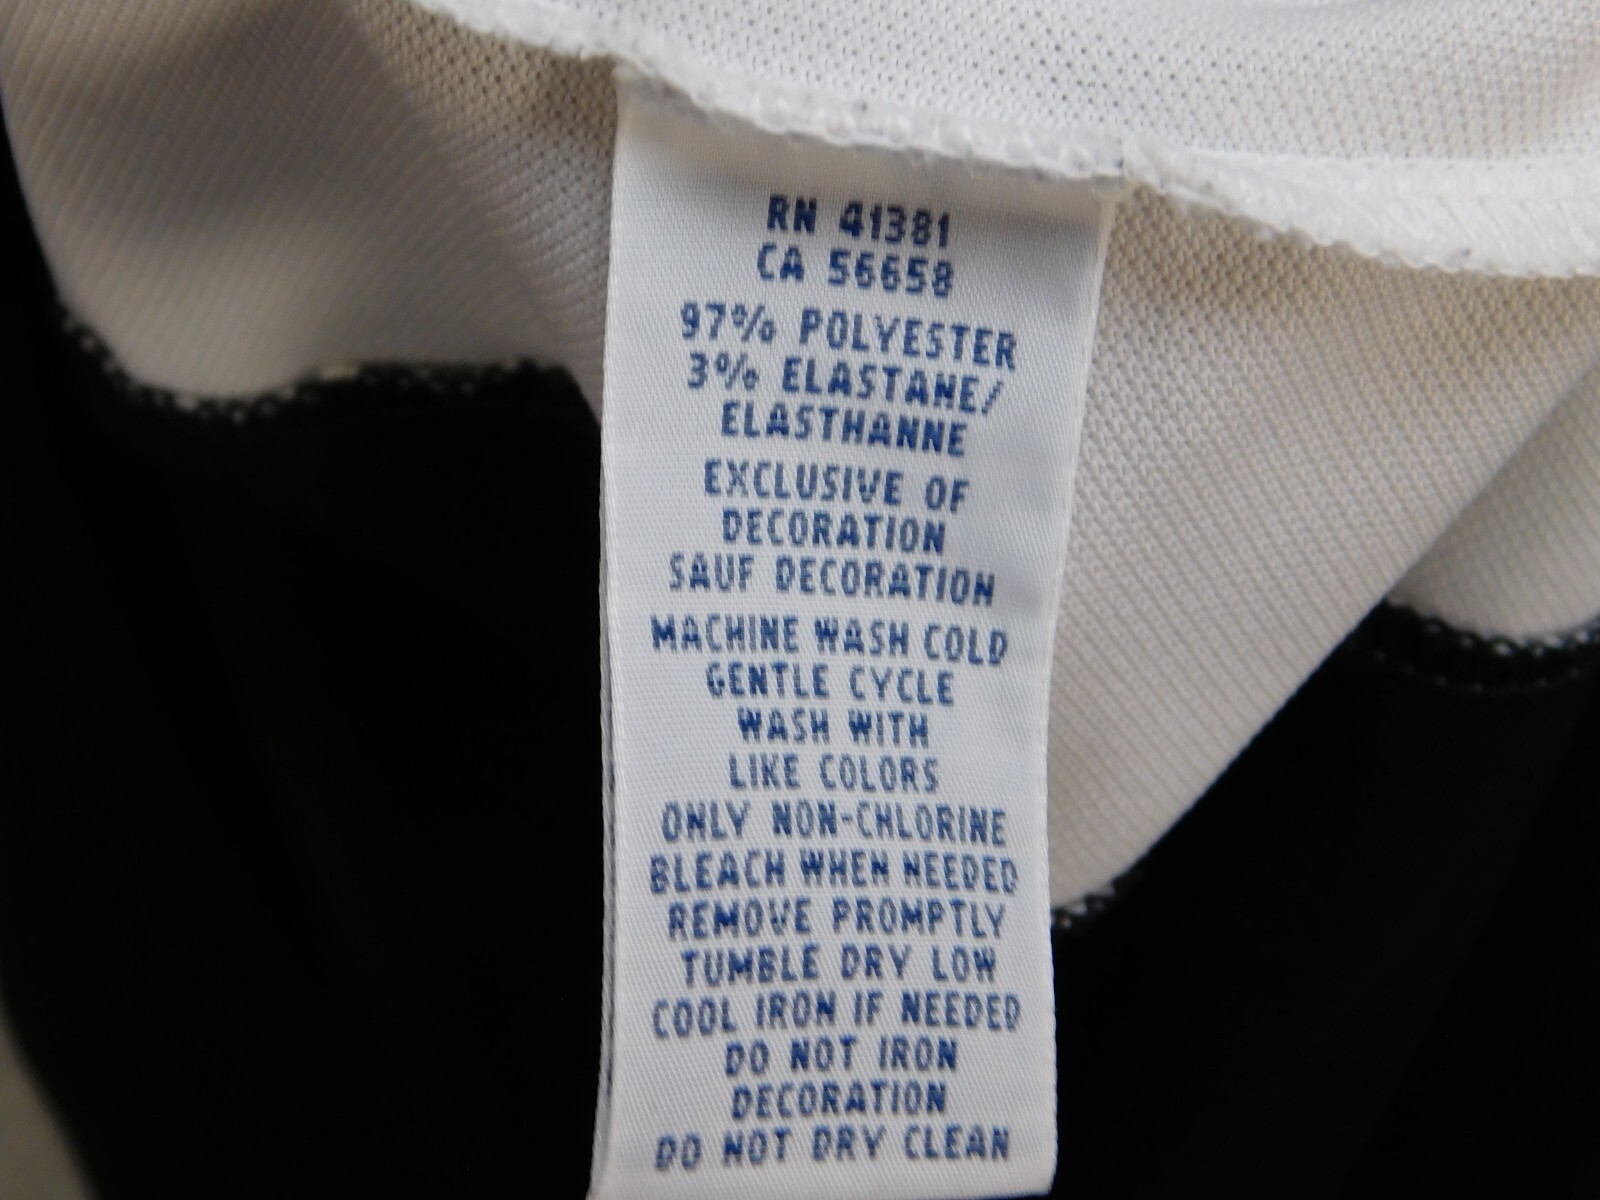 RN 41381
CA 56658
97% POLYESTER
3% ELASTANE/
ELASTHANNE
EXCLUSIVE OF
DECORATION
SAUF DECORATION
MACHINE WASH COLD
GENTLE CYCLE
WASH WITH
LIKE COLORS
ONLY NON-CHLORINE
BLEACH WHEN NEEDED
REMOVE PROMPTLY
TUMBLE DRY LOW
COOL IRON IF NEEDED
DO NOT IRON
DECORATION
DO NOT DRY CLEAN